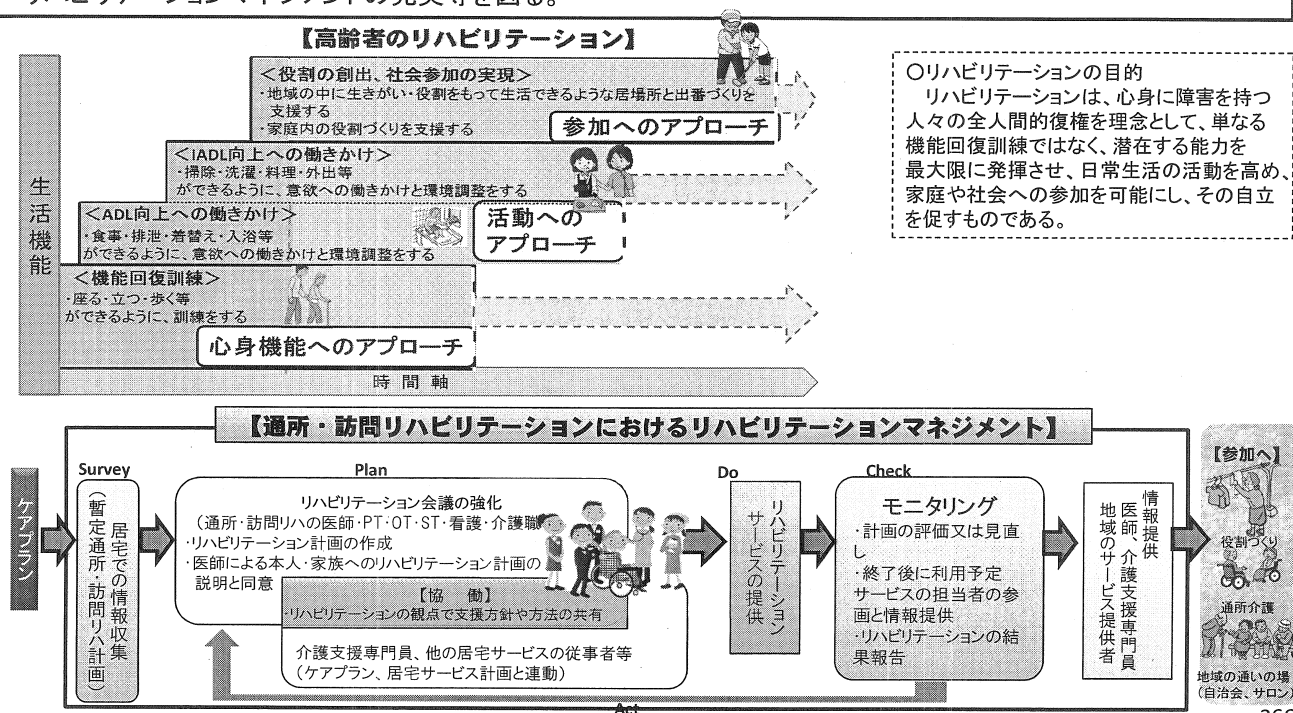 リハビリテーションマネジメントの充実等を図る。
【高齢者のリハビリテーション】
生活機能
＜役割の創出、社会参加の実現＞
・地域の中に生きがい・役割をもって生活できるような居場所と出番づくりを
支援する
・家庭内の役割づくりを支援する
参加へのアプローチ
＜IADL向上への働きかけ＞
・掃除・洗濯・料理・外出等
ができるように、意欲への働きかけと環境調整をする
＜ADL向上への働きかけ＞
・食事・排泄・着替え・入浴等
ができるように、意欲への働きかけと環境調整をする
活動への
アプローチ
＜機能回復訓練＞
・座る・立つ・歩く等
ができるように、訓練をする
心身機能へのアプローチ
時間軸
○リハビリテーションの目的
リハビリテーションは、心身に障害を持つ
人々の全人間的復権を理念として、単なる
機能回復訓練ではなく、潜在する能力を
最大限に発揮させ、日常生活の活動を高め、
家庭や社会への参加を可能にし、その自立
を促すものである。
【通所・訪問リハビリテーションにおけるリハビリテーションマネジメント】
ケアプラン
Survey
居宅での情報収集
（暫定通所・訪問リハ計画）
Plan
リハビリテーション会議の強化
（通所・訪問リハの医師・PT・OT・ST・看護・介護職
・リハビリテーション計画の作成
・医師による本人・家族へのリハビリテーション計画の
説明と同意
【協 働】
・リハビリテーションの観点で支援方針や方法の共有
介護支援専門員、他の居宅サービスの従事者等
（ケアプラン、居宅サービス計画と連動）
Do
リハビリテーション
サービスの提供
Check
モニタリング
・計画の評価又は見直
し
・終了後に利用予定
サービスの担当者の参
画と情報提供
・リハビリテーションの結
果報告
Act
情報提供
医師、介護支援専門員
地域のサービス提供者
【参加へ】
役割づくり
通所介護
地域の通いの場
（自治会、サロン）